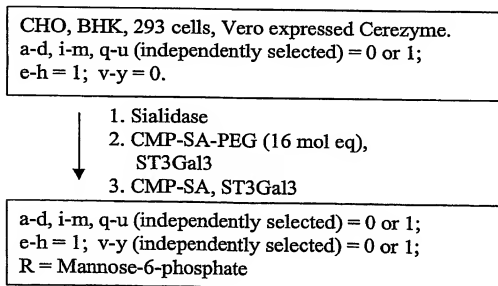 CHO, BHK, 293 cells, Vero expressed Cerezyme.
a-d, i-m, q-u (independently selected) = 0 or 1;
e-h = 1; v-y = 0.
1. Sialidase
2. CMP-SA-PEG (16 mol eq),
ST3Gal3
3. CMP-SA, ST3Gal3
a-d, i-m, q-u (independently selected) = 0 or 1;
e-h = 1; v-y (independently selected) = 0 or 1;
R = Mannose-6-phosphate